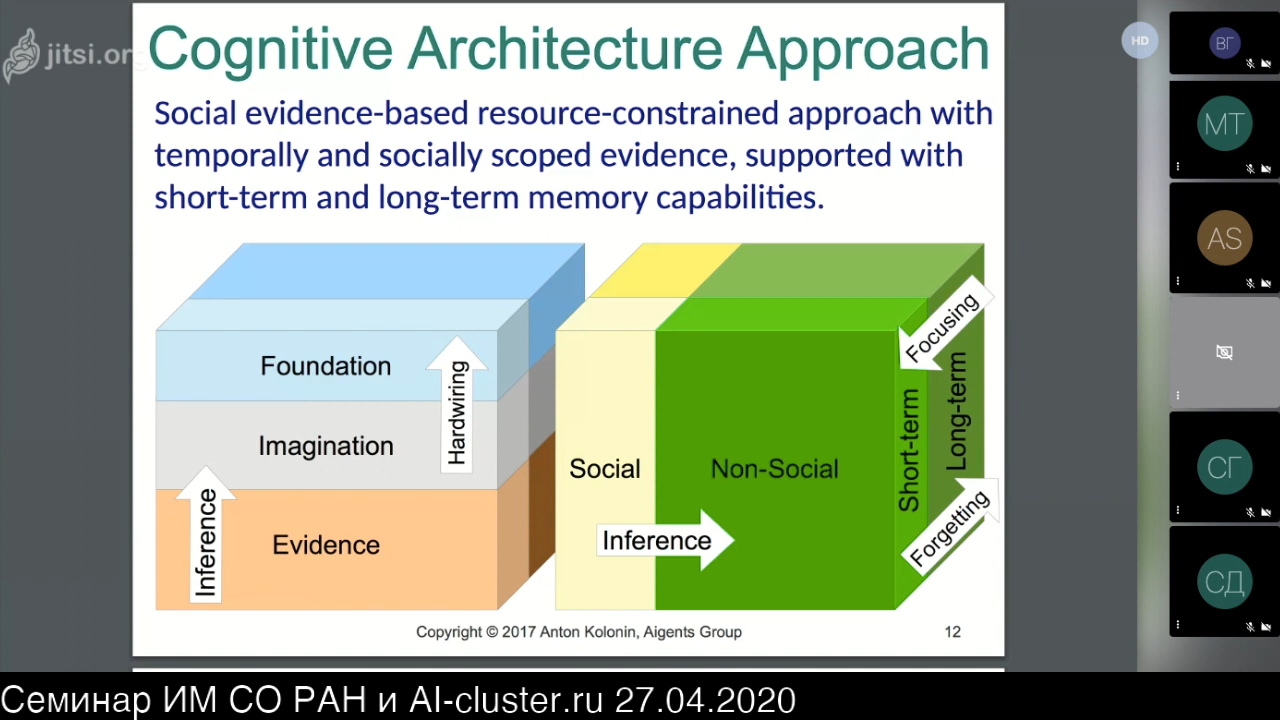 jitsi.org
Cognitive Architecture Approach
Social evidence-based resource-constrained approach with
temporally and socially scoped evidence, supported with
short-term and long-term memory capabilities.
Foundation
Imagination
Evidence
Hardwiring
Inference
Social
Non-Social
Inference
Short-term
Long-term
Focusing
Forgetting
Copyright © 2017 Anton Kolonin, Aigents Group
12
HD
ВГ
МТ
AS
СГ
СД
Семинар ИМ СО РАН и AI-cluster.ru 27.04.2020